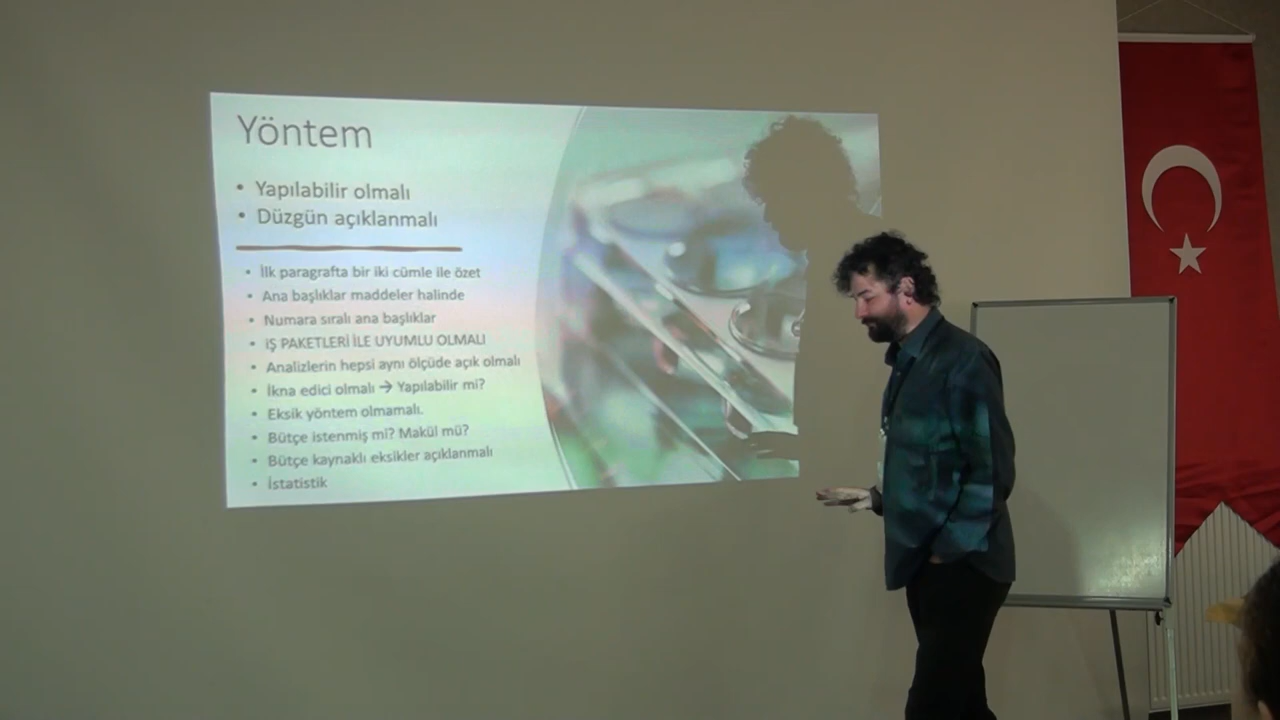 Yöntem
• Yapılabilir olmalı
• Düzgün açıklanmalı
• İlk paragrafta bir iki cümle ile özet
• Ana başlıklar maddeler halinde
• Numara sıralı ana başlıklar
• İŞ PAKETLERİ İLE UYUMLU OLMALI
• Analizlerin hepsi aynı ölçüde açık olmalı
• İkna edici olmalı → Yapılabilir mi?
• Eksik yöntem olmamalı.
• Bütçe istenmiş mi? Makül mü?
• Bütçe kaynaklı eksikler açıklanmalı
• İstatistik